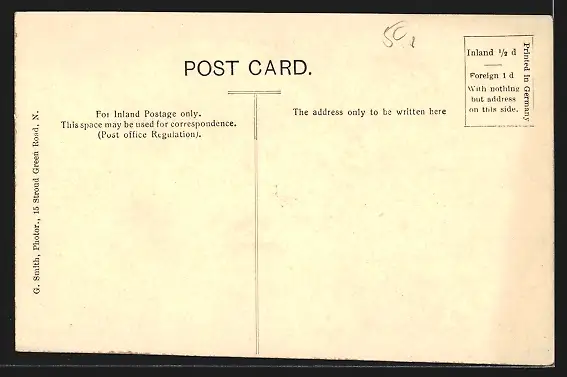 POST CARD.
For Inland Postage only.
This space may be used for correspondence.
(Post office Regulation).
The address only to be written here
Inland ½ d
Foreign 1 d
With nothing
but address
on this side.
Printed in Germany
G. Smith, Photor., 15 Stroud Green Road, N.